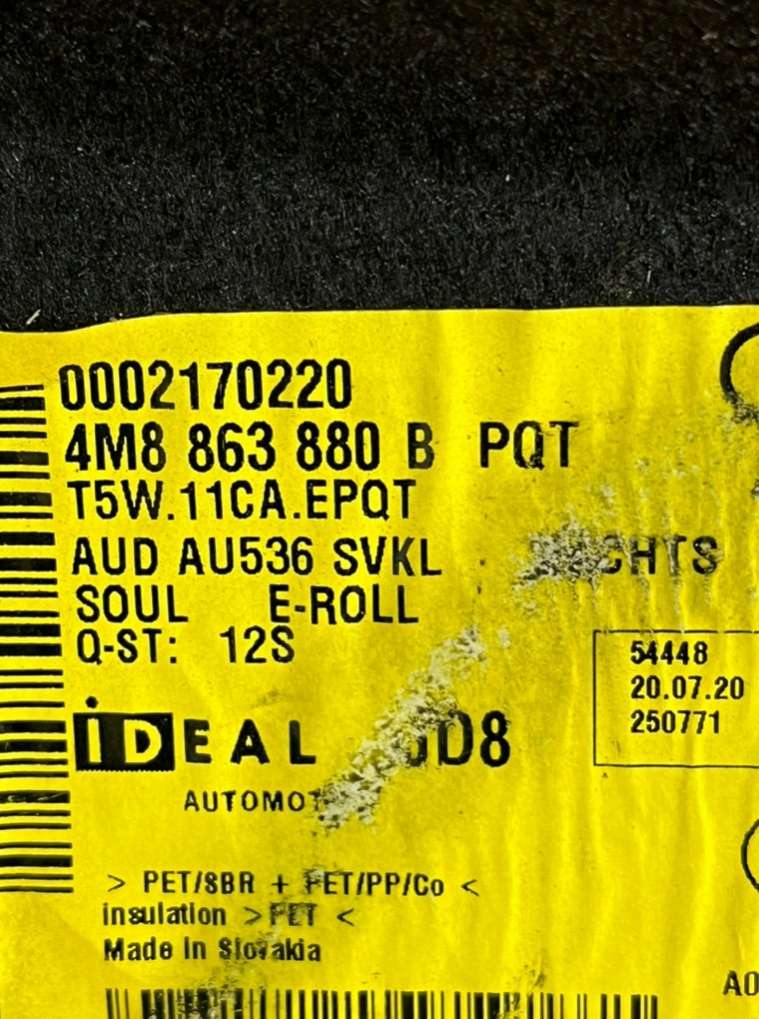 0002170220
4M8 863 880 B PQT
T5W.11CA.EPQT
AUD AU536 SVKL
SOUL E-ROLL
Q-ST: 12S
54448
20.07.20
250771
iDEAL
> PET/SBR + PET/PP/Co <
insulation >PET <
Made in Slovakia